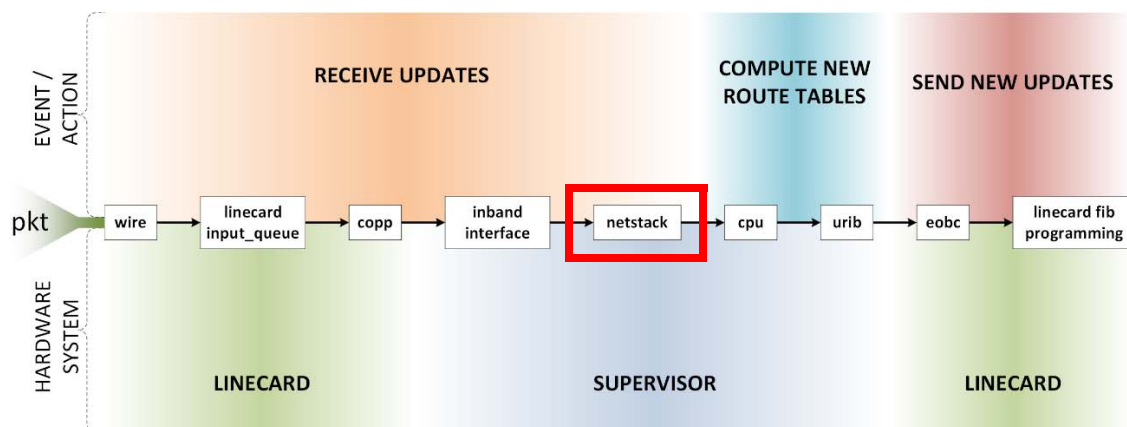 EVENT /
ACTION
RECEIVE UPDATES
COMPUTE NEW
ROUTE TABLES
SEND NEW UPDATES
pkt
wire
linecard
input_queue
copp
inband
interface
netstack
cpu
urib
eobc
linecard fib
programming
HARDWARE
SYSTEM
LINECARD
SUPERVISOR
LINECARD